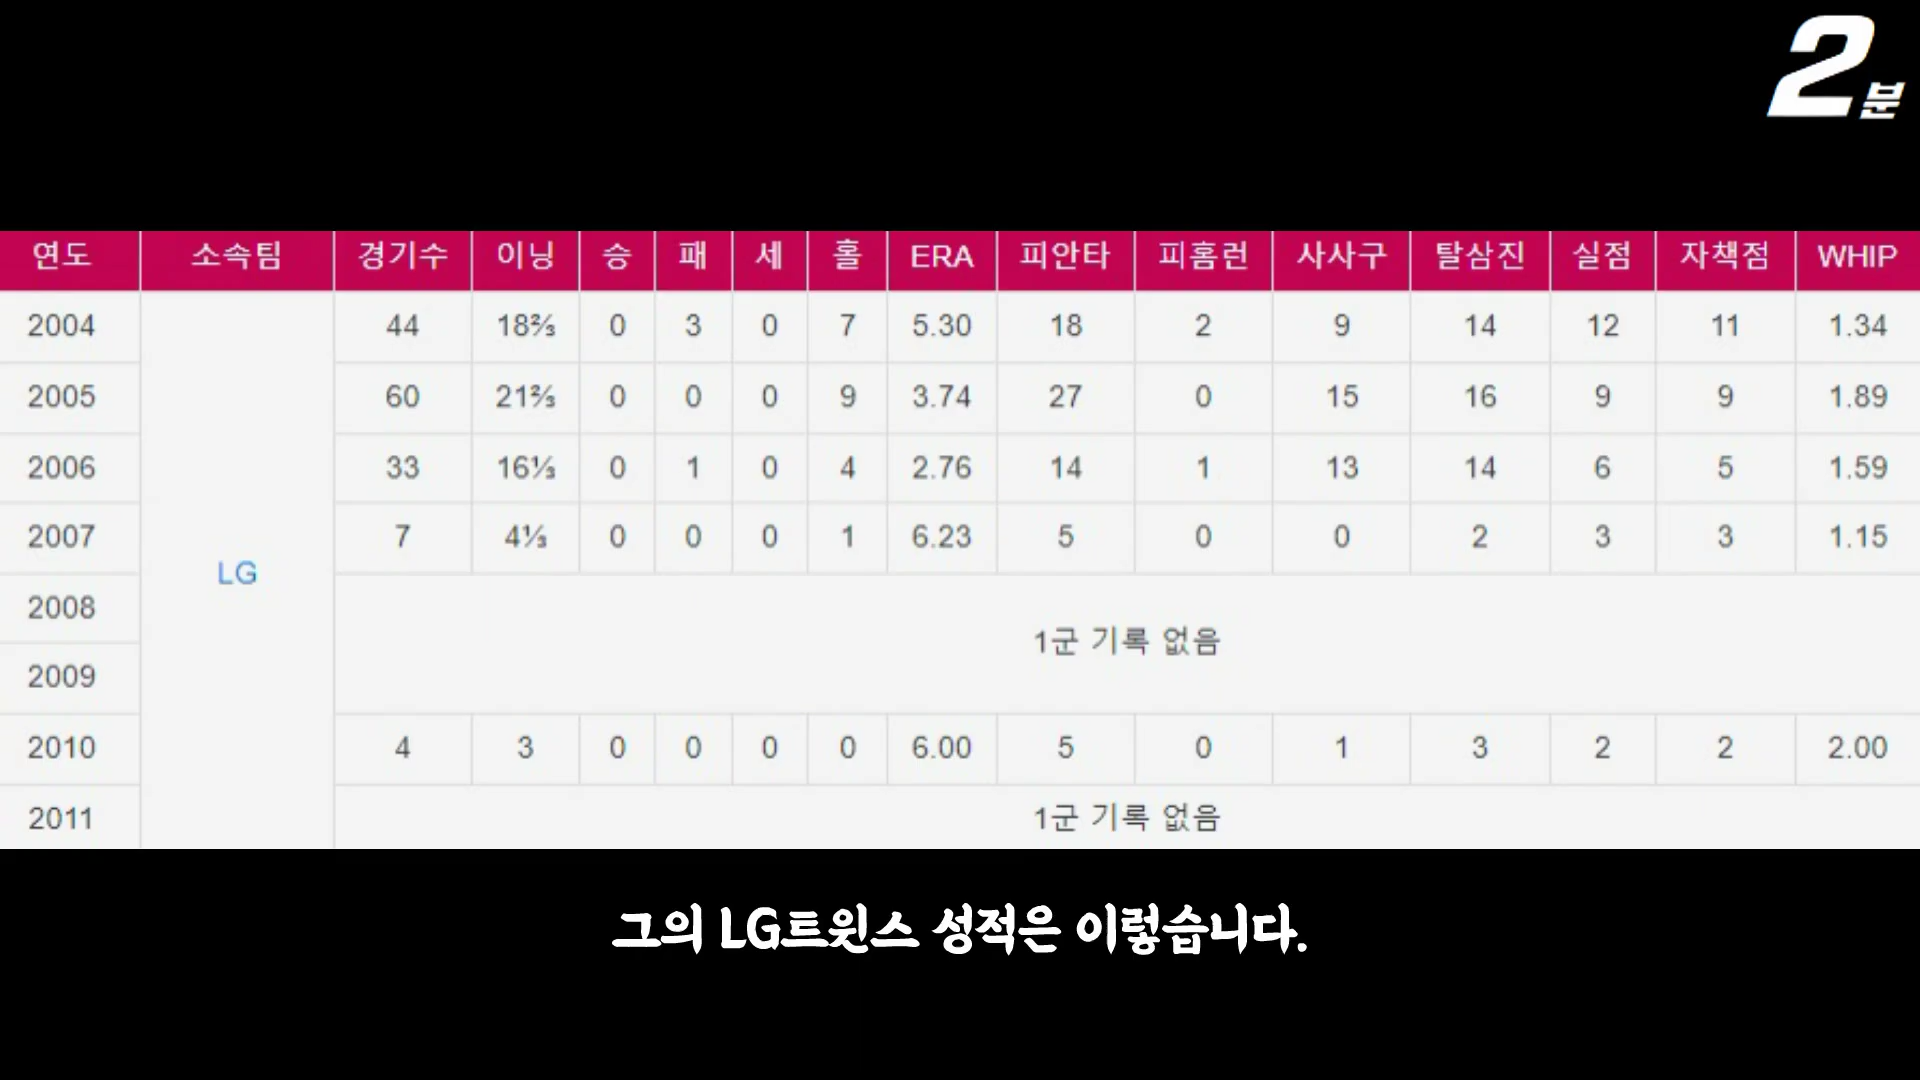 2분
연도 소속팀 경기수 이닝 승 패 세 홀 ERA 피안타 피홈런 사사구 탈삼진 실점 자책점 WHIP
2004 44 18⅔ 0 3 0 7 5.30 18 2 9 14 12 11 1.34
2005 60 21⅔ 0 0 0 9 3.74 27 0 15 16 9 9 1.89
2006 33 16⅓ 0 1 0 4 2.76 14 1 13 14 6 5 1.59
2007 7 4⅓ 0 0 0 1 6.23 5 0 0 2 3 3 1.15
LG
2008
1군 기록 없음
2009
2010 4 3 0 0 0 0 6.00 5 0 1 3 2 2 2.00
2011 1군 기록 없음
그의 LG트윈스 성적은 이렇습니다.